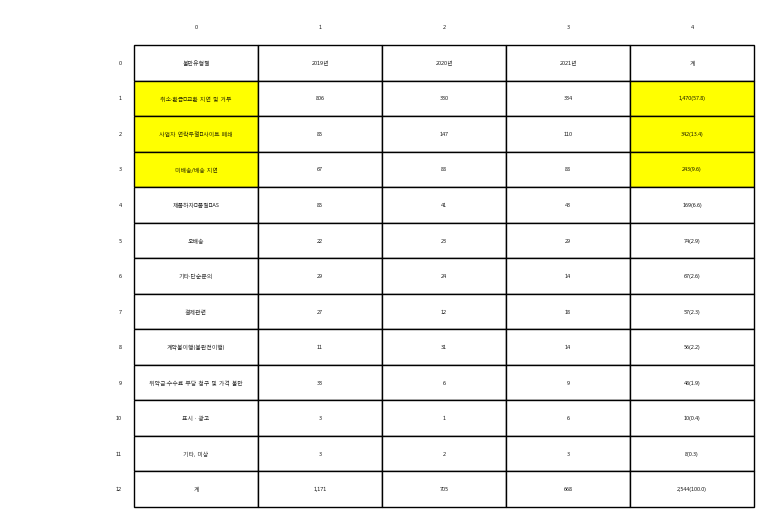 0 1 2 3 4
0 불만유형별 2019년 2020년 2021년 계
1 취소·환급□교환 지연 및 거부 806 330 334 1,470(57.8)
2 사업자 연락두절□사이트 폐쇄 85 147 110 342(13.4)
3 미배송/배송 지연 67 88 88 243(9.6)
4 제품하자□품질□AS 85 41 43 169(6.6)
5 오배송 22 23 29 74(2.9)
6 기타·단순문의 29 24 14 67(2.6)
7 결제관련 27 12 18 57(2.3)
8 계약불이행(불완전이행) 11 31 14 56(2.2)
9 위약금·수수료 부당 청구 및 가격 불만 33 6 9 48(1.9)
10 표시ㆍ광고 3 1 6 10(0.4)
11 기타, 미상 3 2 3 8(0.3)
12 계 1,171 705 668 2,544(100.0)